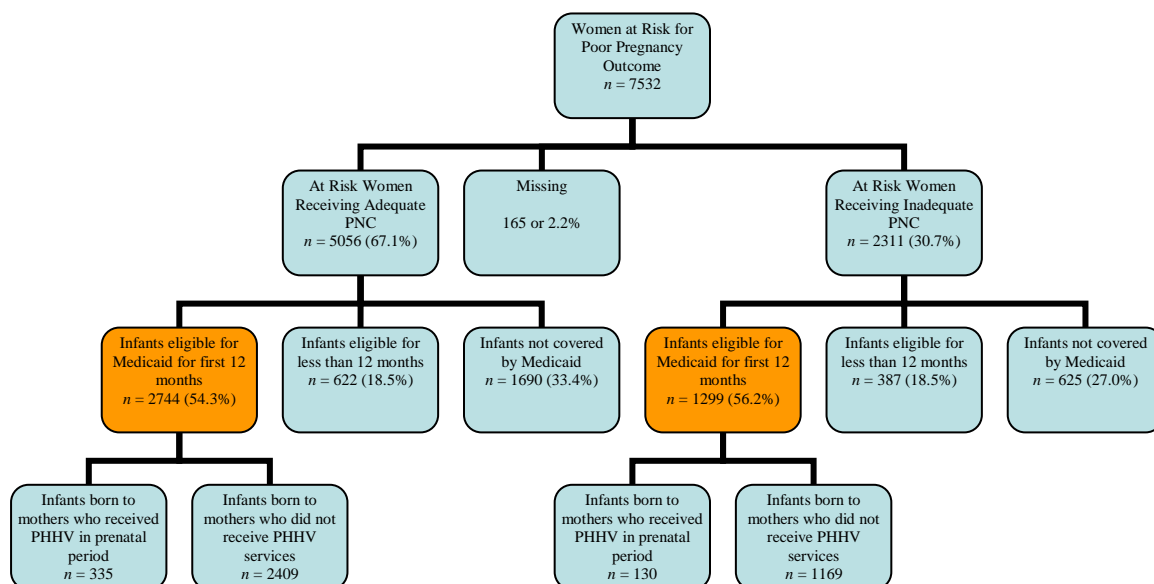 Women at Risk for
Poor Pregnancy
Outcome
n = 7532
At Risk Women
Receiving Adequate
PNC
n = 5056 (67.1%)
Missing
165 or 2.2%
At Risk Women
Receiving Inadequate
PNC
n = 2311 (30.7%)
Infants eligible for
Medicaid for first 12
months
n = 2744 (54.3%)
Infants eligible for
less than 12 months
n = 622 (18.5%)
Infants not covered
by Medicaid
n = 1690 (33.4%)
Infants eligible for
Medicaid for first 12
months
n = 1299 (56.2%)
Infants eligible for
less than 12 months
n = 387 (18.5%)
Infants not covered
by Medicaid
n = 625 (27.0%)
Infants born to
mothers who received
PHHV in prenatal
period
n = 335
Infants born to
mothers who did not
receive PHHV
services
n = 2409
Infants born to
mothers who received
PHHV in prenatal
period
n = 130
Infants born to
mothers who did not
receive PHHV
services
n = 1169